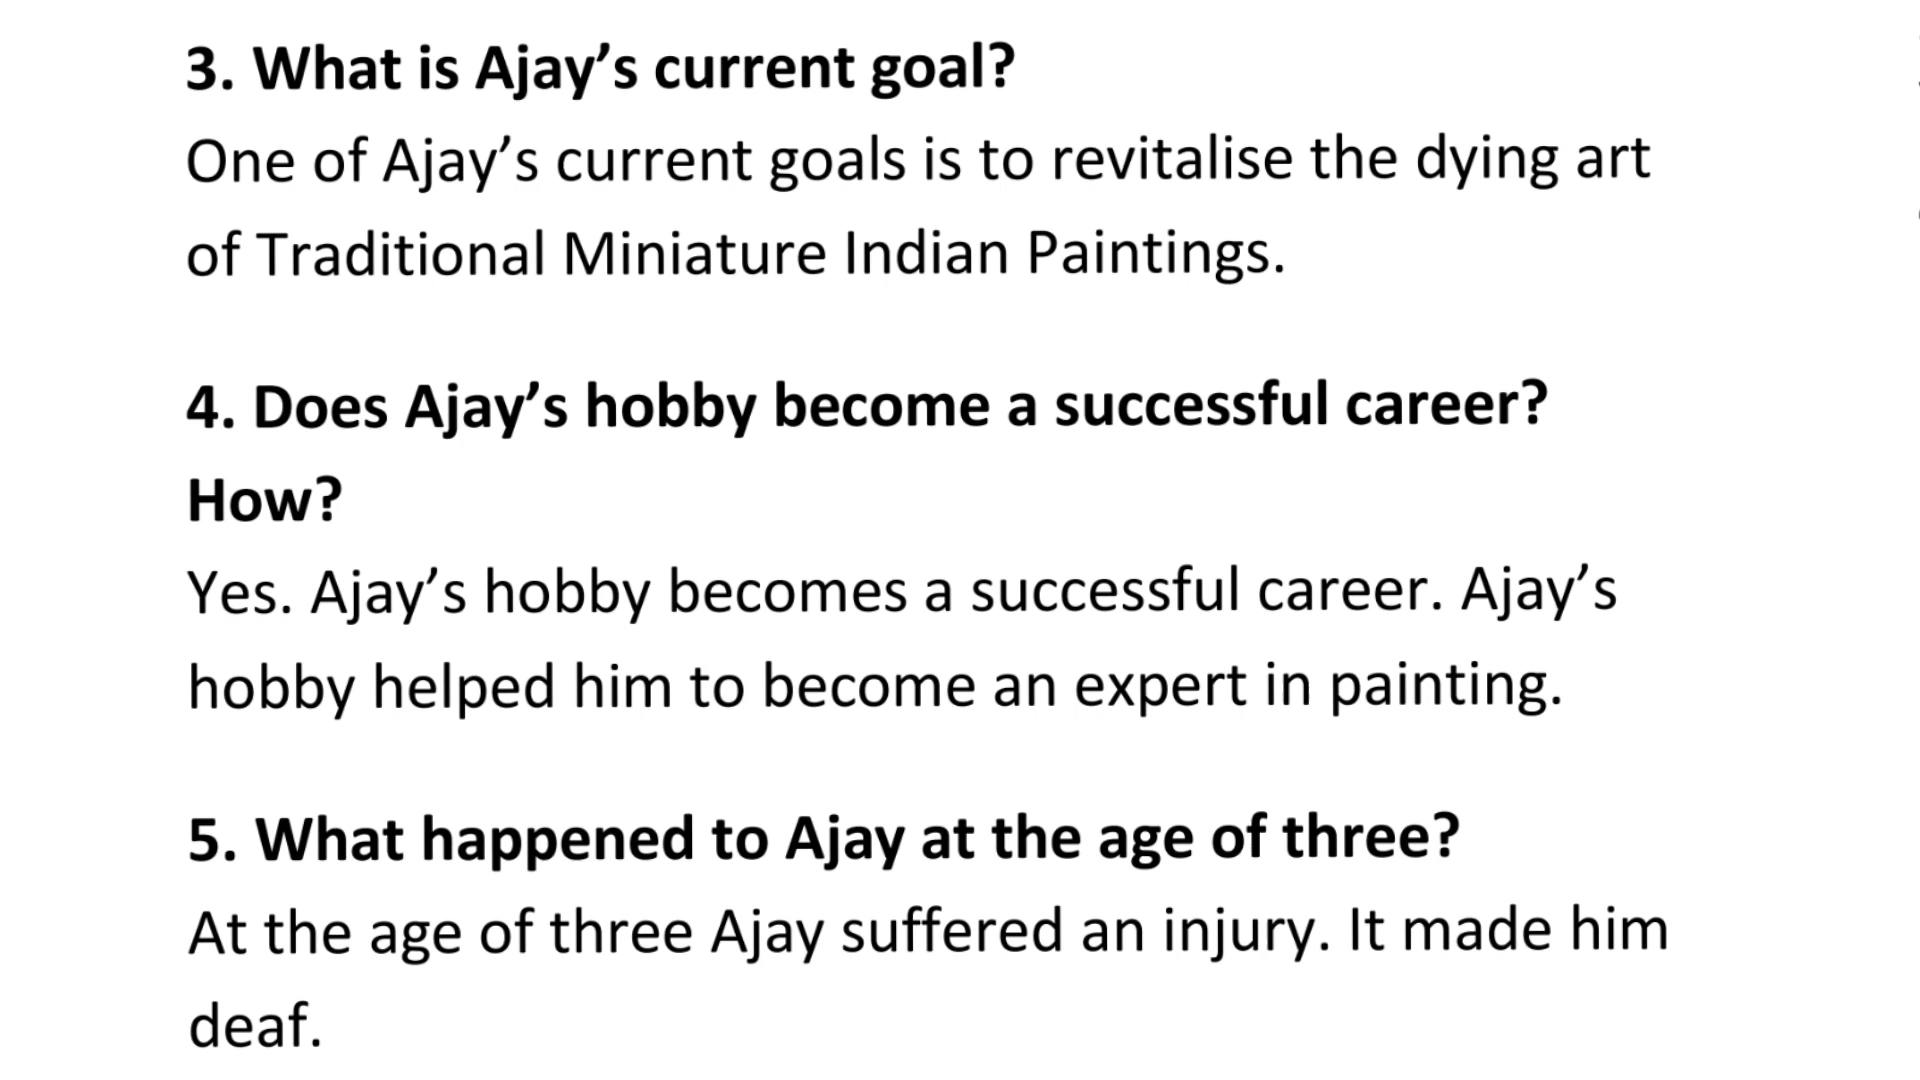 3. What is Ajay’s current goal?
One of Ajay’s current goals is to revitalise the dying art
of Traditional Miniature Indian Paintings.
4. Does Ajay’s hobby become a successful career?
How?
Yes. Ajay’s hobby becomes a successful career. Ajay’s
hobby helped him to become an expert in painting.
5. What happened to Ajay at the age of three?
At the age of three Ajay suffered an injury. It made him
deaf.